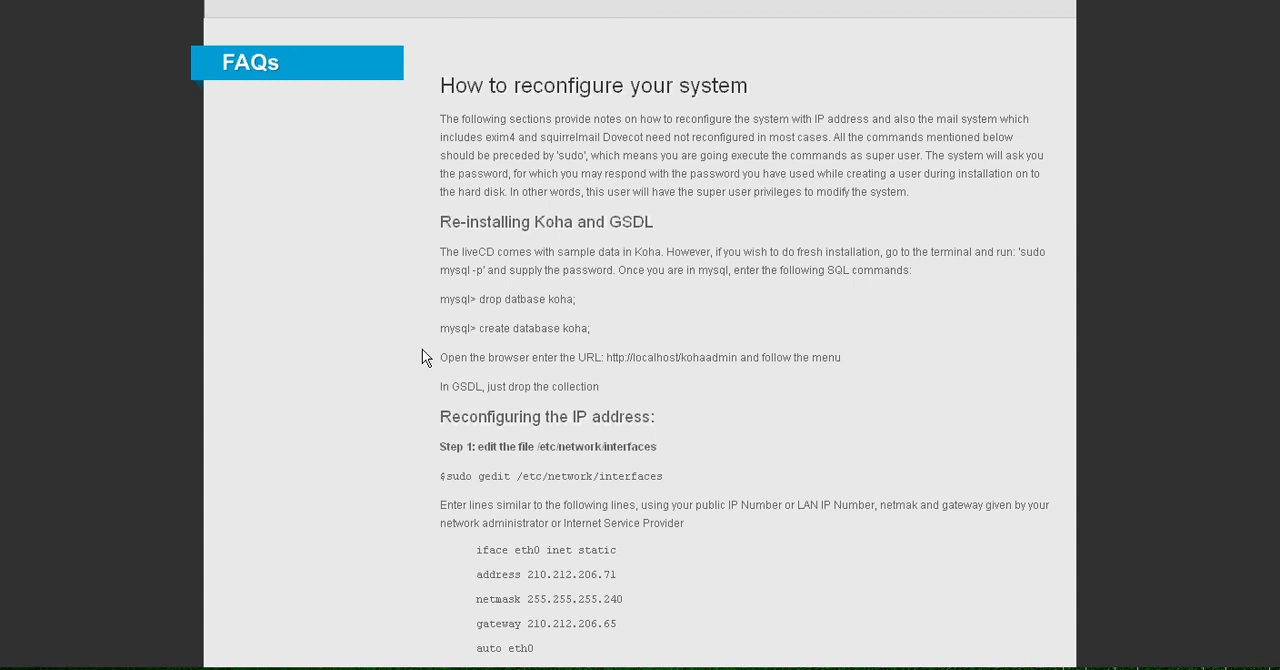 FAQs
How to reconfigure your system
The following sections provide notes on how to reconfigure the system with IP address and also the mail system which
includes exim4 and squirrelmail Dovecot need not reconfigured in most cases. All the commands mentioned below
should be preceded by 'sudo', which means you are going execute the commands as super user. The system will ask you
the password, for which you may respond with the password you have used while creating a user during installation on to
the hard disk. In other words, this user will have the super user privileges to modify the system.
Re-installing Koha and GSDL
The liveCD comes with sample data in Koha. However, if you wish to do fresh installation, go to the terminal and run: 'sudo
mysql -p' and supply the password. Once you are in mysql, enter the following SQL commands:
mysql> drop datbase koha;
mysql> create database koha;
Open the browser enter the URL: http://localhost/kohaadmin and follow the menu
In GSDL, just drop the collection
Reconfiguring the IP address:
Step 1: edit the file /etc/network/interfaces
$sudo gedit /etc/network/interfaces
Enter lines similar to the following lines, using your public IP Number or LAN IP Number, netmak and gateway given by your
network administrator or Internet Service Provider
iface eth0 inet static
address 210.212.206.71
netmask 255.255.255.240
gateway 210.212.206.65
auto eth0